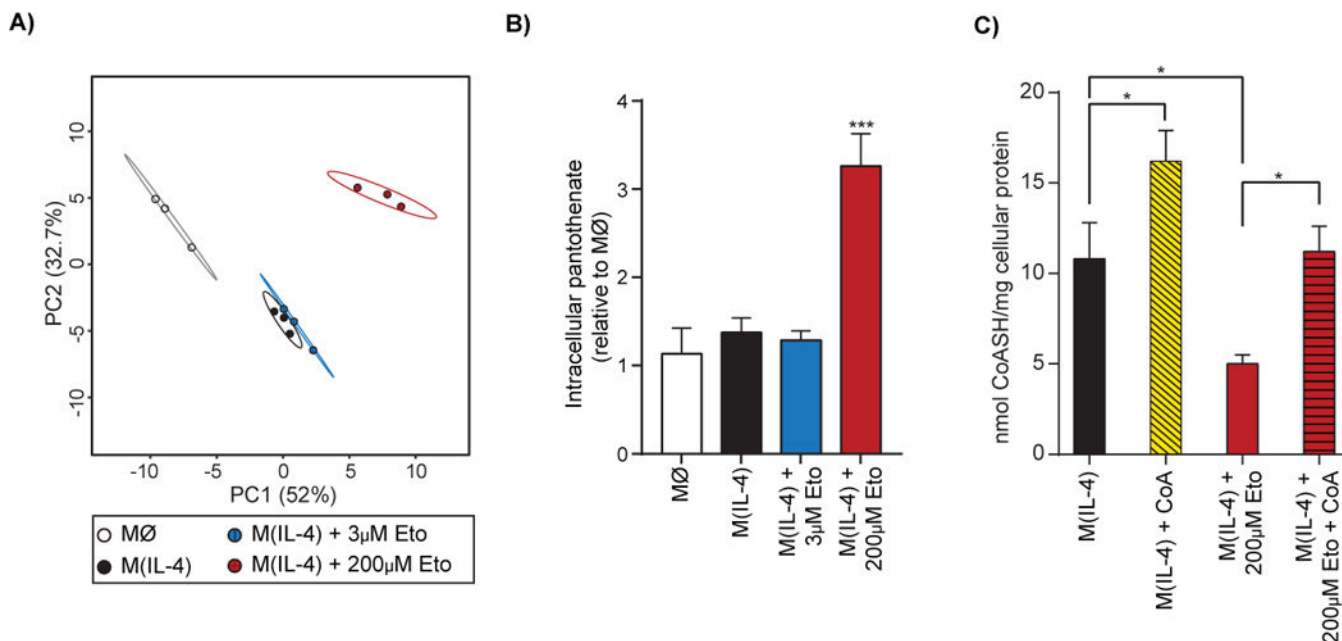 A)
10
5
0
-5
-10
PC2 (32.7%)
-10
-5
0
5
10
PC1 (52%)
MØ
M(IL-4) + 3µM Eto
M(IL-4)
M(IL-4) + 200µM Eto
B)
Intracellular pantothenate
(relative to MØ)
4
3
2
1
0
***
MØ
M(IL-4)
M(IL-4) +
3µM Eto
M(IL-4) +
200µM Eto
C)
nmol CoASH/mg cellular protein
20
15
10
5
0
*
*
*
M(IL-4)
M(IL-4) + CoA
M(IL-4) +
200µM Eto
M(IL-4) +
200µM Eto + CoA